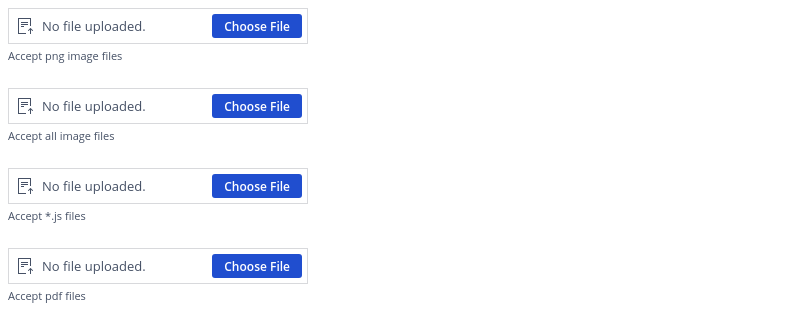 No file uploaded. Choose File
Accept png image files
No file uploaded. Choose File
Accept all image files
No file uploaded. Choose File
Accept *.js files
No file uploaded. Choose File
Accept pdf files